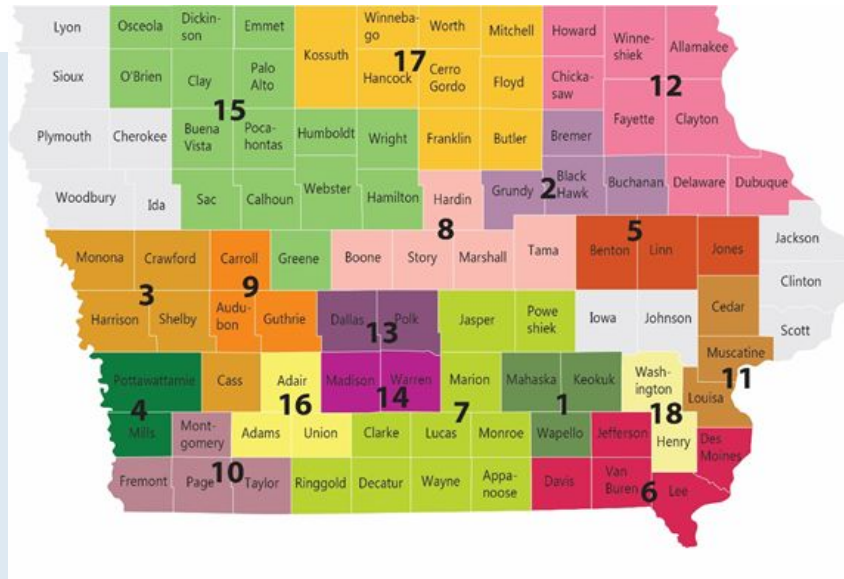 Lyon
Osceola
Dickin-
son
Emmet
Kossuth
Winneba-
go
Worth
Mitchell
Howard
Winne-
shiek
Allamakee
Sioux
O'Brien
Clay
Palo
Alto
Hancock
17
Cerro
Gordo
Floyd
Chicka-
saw
12
15
Plymouth
Cherokee
Buena
Vista
Poca-
hontas
Humboldt
Wright
Franklin
Butler
Bremer
Fayette
Clayton
Woodbury
Ida
Sac
Calhoun
Webster
Hamilton
Hardin
Grundy
2
Black
Hawk
Buchanan
Delaware
Dubuque
8
5
Monona
Crawford
Carroll
Greene
Boone
Story
Marshall
Tama
Benton
Linn
Jones
Jackson
3
9
Clinton
Harrison
Shelby
Audu-
bon
Guthrie
Dallas
13
Polk
Jasper
Powe
shiek
Iowa
Johnson
Cedar
Scott
Muscatine
11
Pottawattamie
Cass
Adair
Madison
Warren
Marion
Mahaska
Keokuk
Wash-
ington
Louisa
4
16
14
7
1
18
Mills
Mont-
gomery
Adams
Union
Clarke
Lucas
Monroe
Wapello
Jefferson
Henry
Des
Moines
10
Fremont
Page
Taylor
Ringgold
Decatur
Wayne
Appa-
noose
Davis
Van
Buren
6
Lee